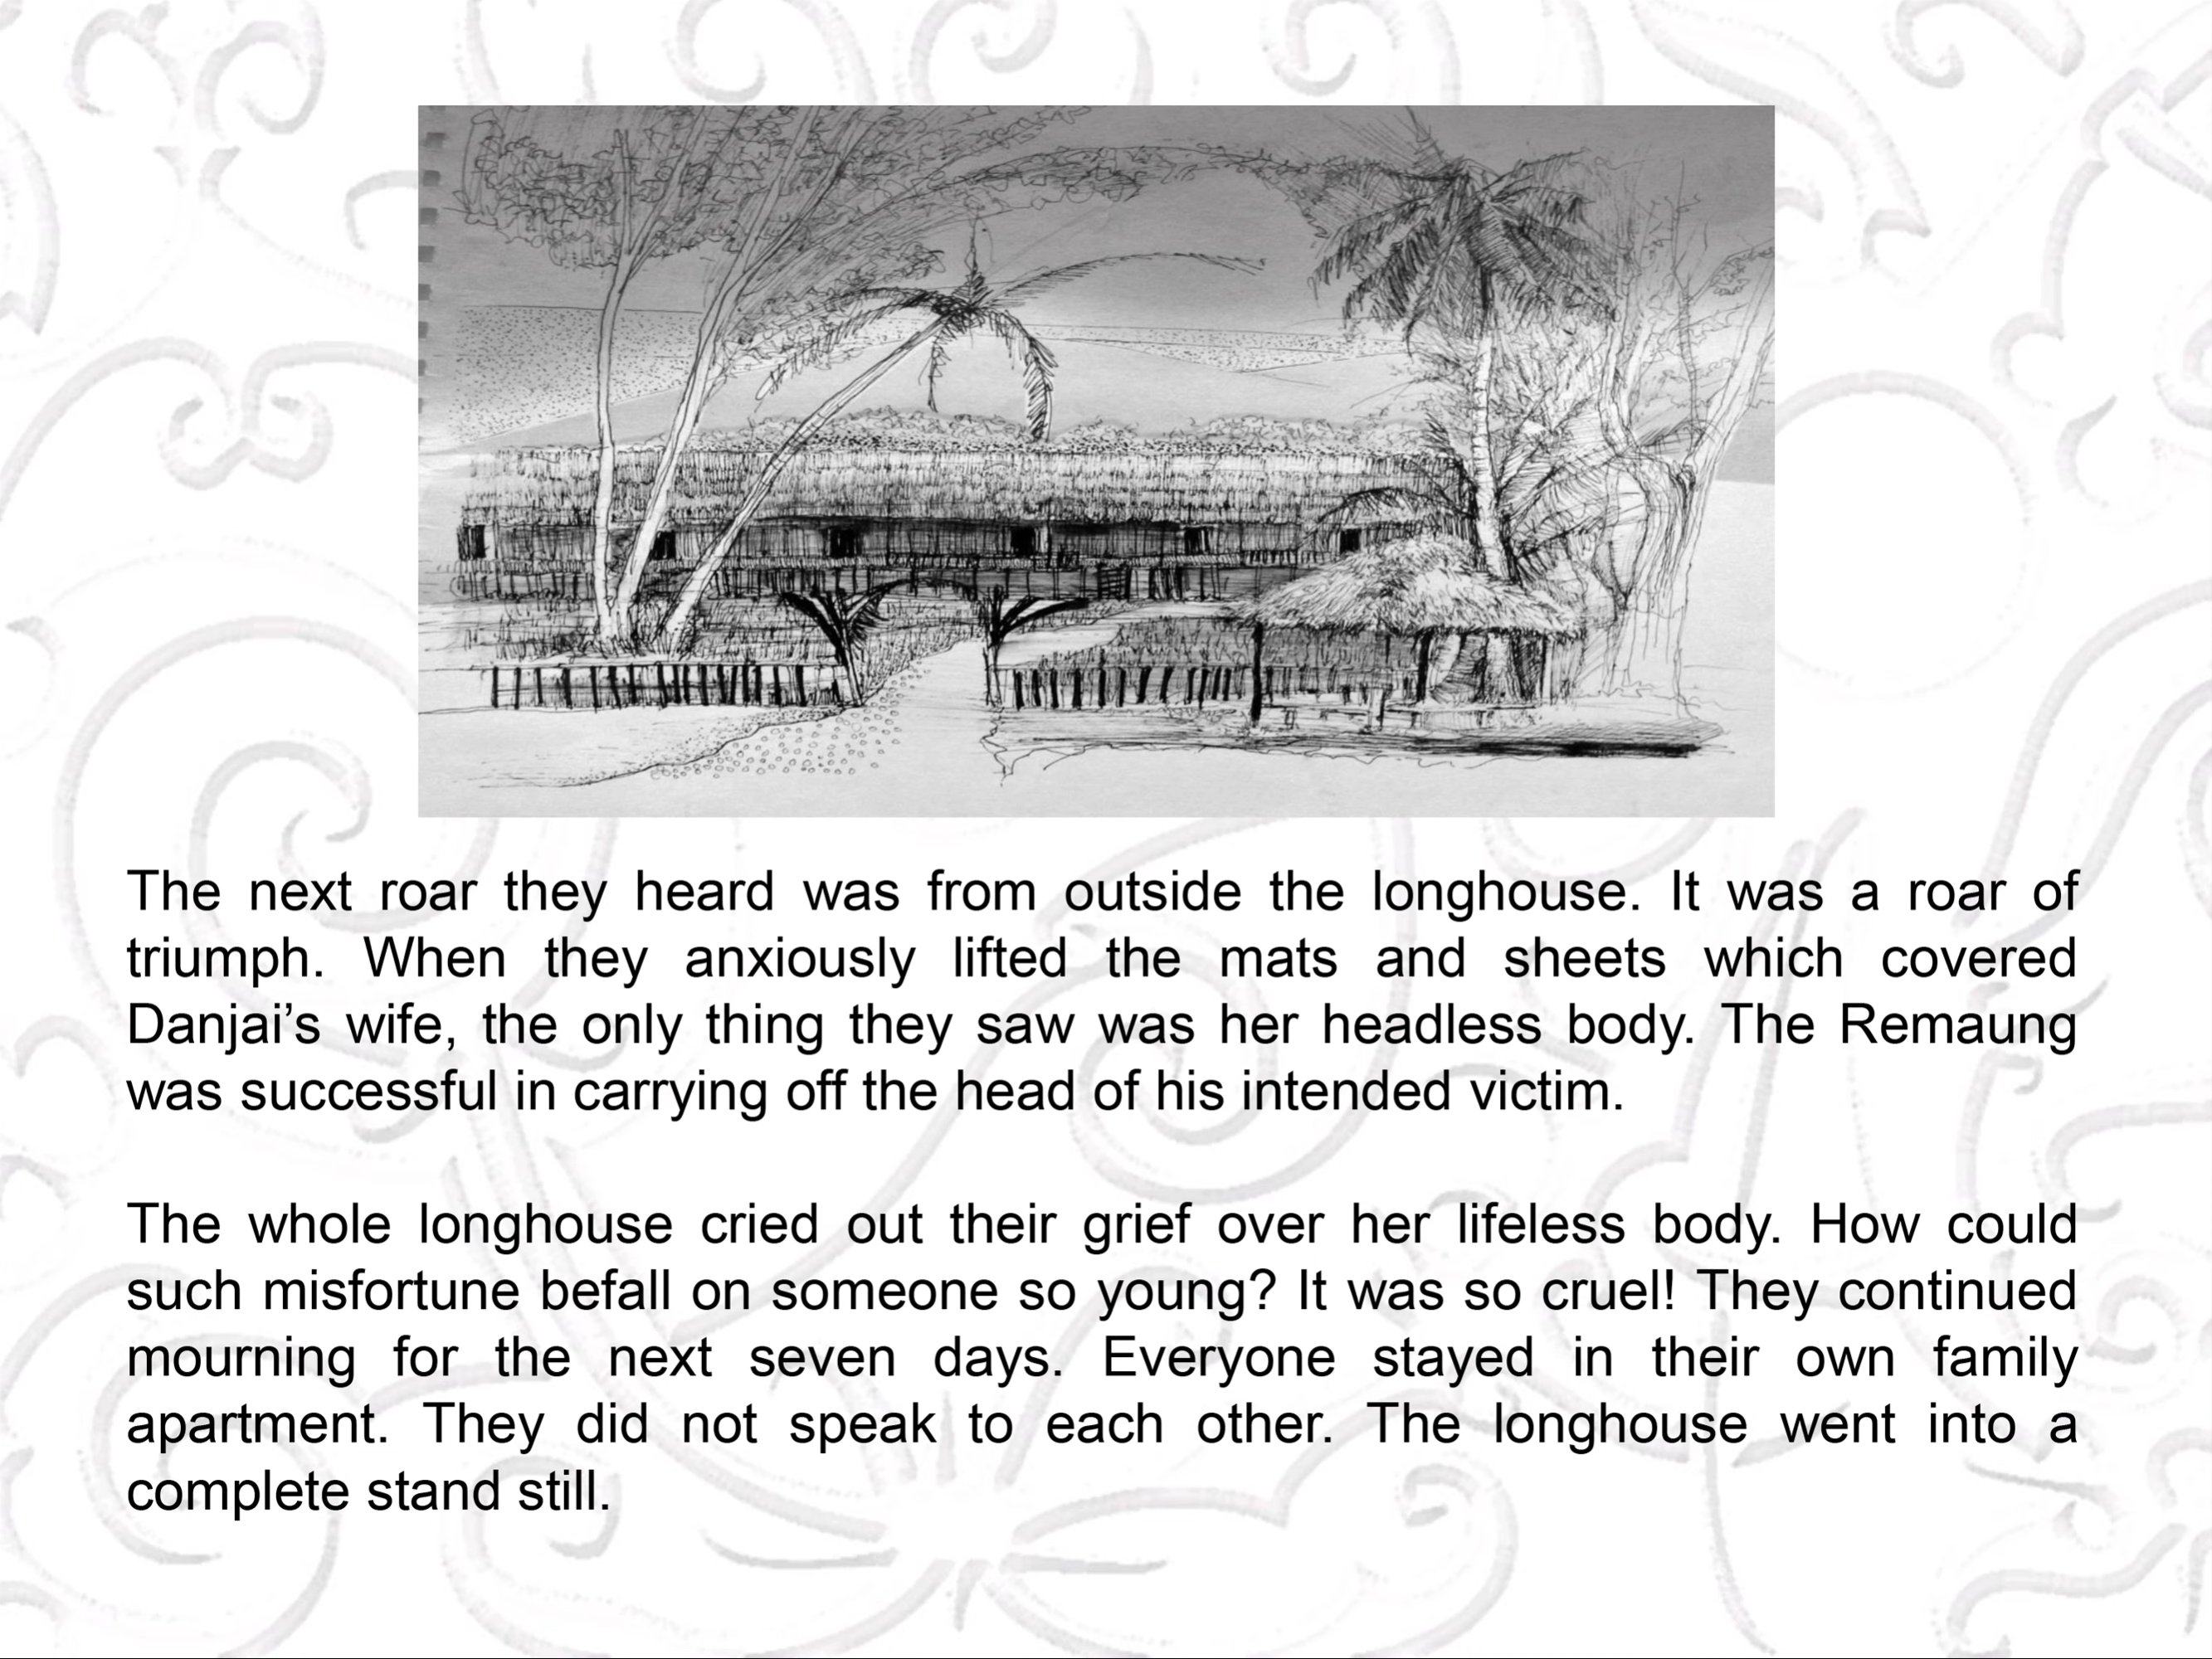 The next roar they heard was from outside the longhouse. It was a roar of
triumph. When they anxiously lifted the mats and sheets which covered
Danjai’s wife, the only thing they saw was her headless body. The Remaung
was successful in carrying off the head of his intended victim.
The whole longhouse cried out their grief over her lifeless body. How could
such misfortune befall on someone so young? It was so cruel! They continued
mourning for the next seven days. Everyone stayed in their own family
apartment. They did not speak to each other. The longhouse went into a
complete stand still.